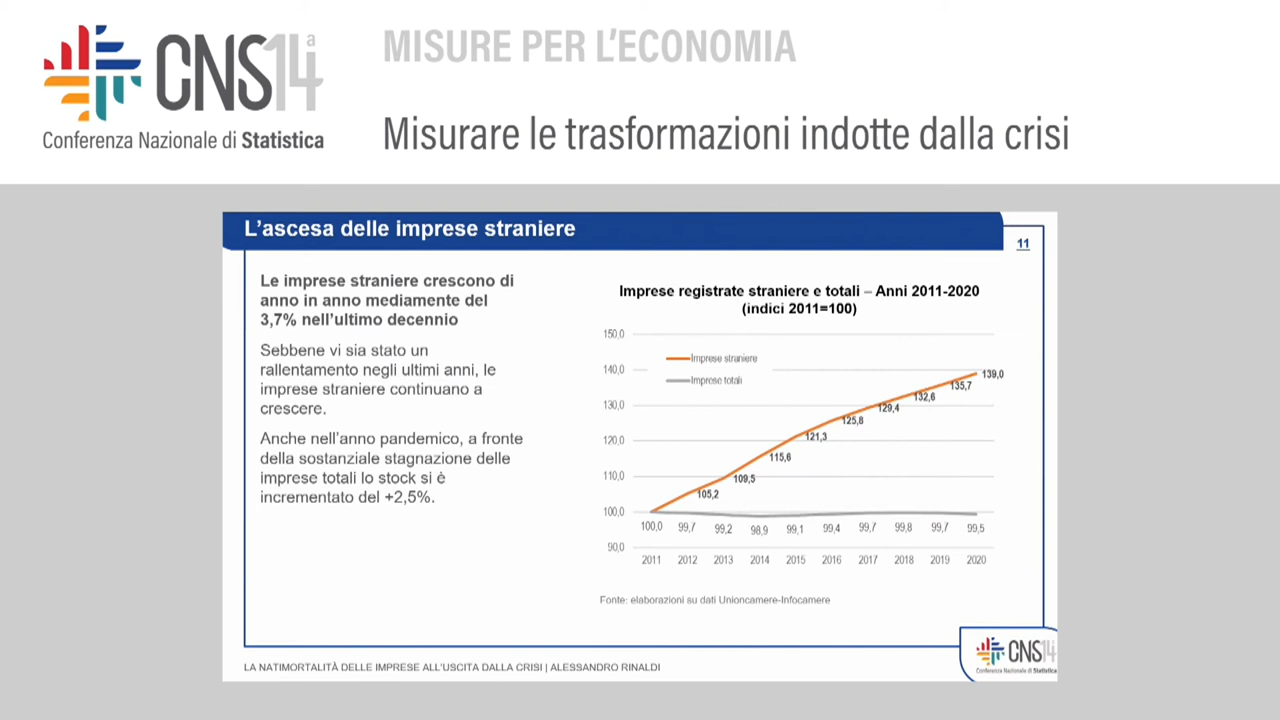 CNS14a
Conferenza Nazionale di Statistica
MISURE PER L'ECONOMIA
Misurare le trasformazioni indotte dalla crisi
L'ascesa delle imprese straniere
11
Le imprese straniere crescono di
anno in anno mediamente del
3,7% nell'ultimo decennio
Sebbene vi sia stato un
rallentamento negli ultimi anni, le
imprese straniere continuano a
crescere.
Anche nell'anno pandemico, a fronte
della sostanziale stagnazione delle
imprese totali lo stock si è
incrementato del +2,5%.
Imprese registrate straniere e totali – Anni 2011-2020
(indici 2011=100)
150,0
140,0
130,0
120,0
110,0
100,0
90,0
Imprese straniere
Imprese totali
105,2
109,5
115,6
121,3
125,8
129,4
132,6
135,7
139,0
100,0 99,7 99,2 98,9 99,1 99,4 99,7 99,8 99,7 99,5
2011 2012 2013 2014 2015 2016 2017 2018 2019 2020
Fonte: elaborazioni su dati Unioncamere-Infocamere
LA NATIMORTALITÀ DELLE IMPRESE ALL'USCITA DALLA CRISI | ALESSANDRO RINALDI
CNS14
Conferenza Nazionale di Statistica